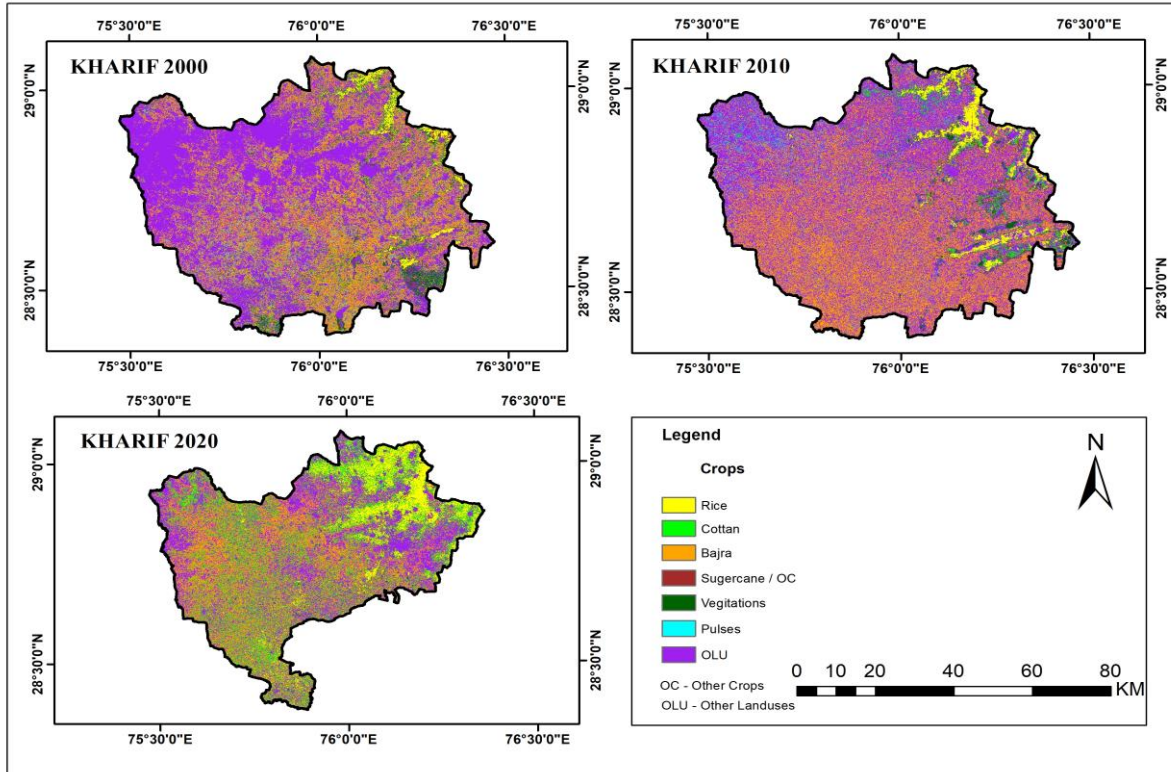 75°30'0"E 76°0'0"E 76°30'0"E
KHARIF 2000
29°0'0"N 29°0'0"N
28°30'0"N 28°30'0"N
75°30'0"E 76°0'0"E 76°30'0"E
75°30'0"E 76°0'0"E 76°30'0"E
KHARIF 2010
29°0'0"N 29°0'0"N
28°30'0"N 28°30'0"N
75°30'0"E 76°0'0"E 76°30'0"E
75°30'0"E 76°0'0"E 76°30'0"E
KHARIF 2020
29°0'0"N 29°0'0"N
28°30'0"N 28°30'0"N
75°30'0"E 76°0'0"E 76°30'0"E
Legend
Crops
Rice
Cottan
Bajra
Sugercane / OC
Vegitations
Pulses
OLU
OC - Other Crops
OLU - Other Landuses
N
0 10 20 40 60 80
KM